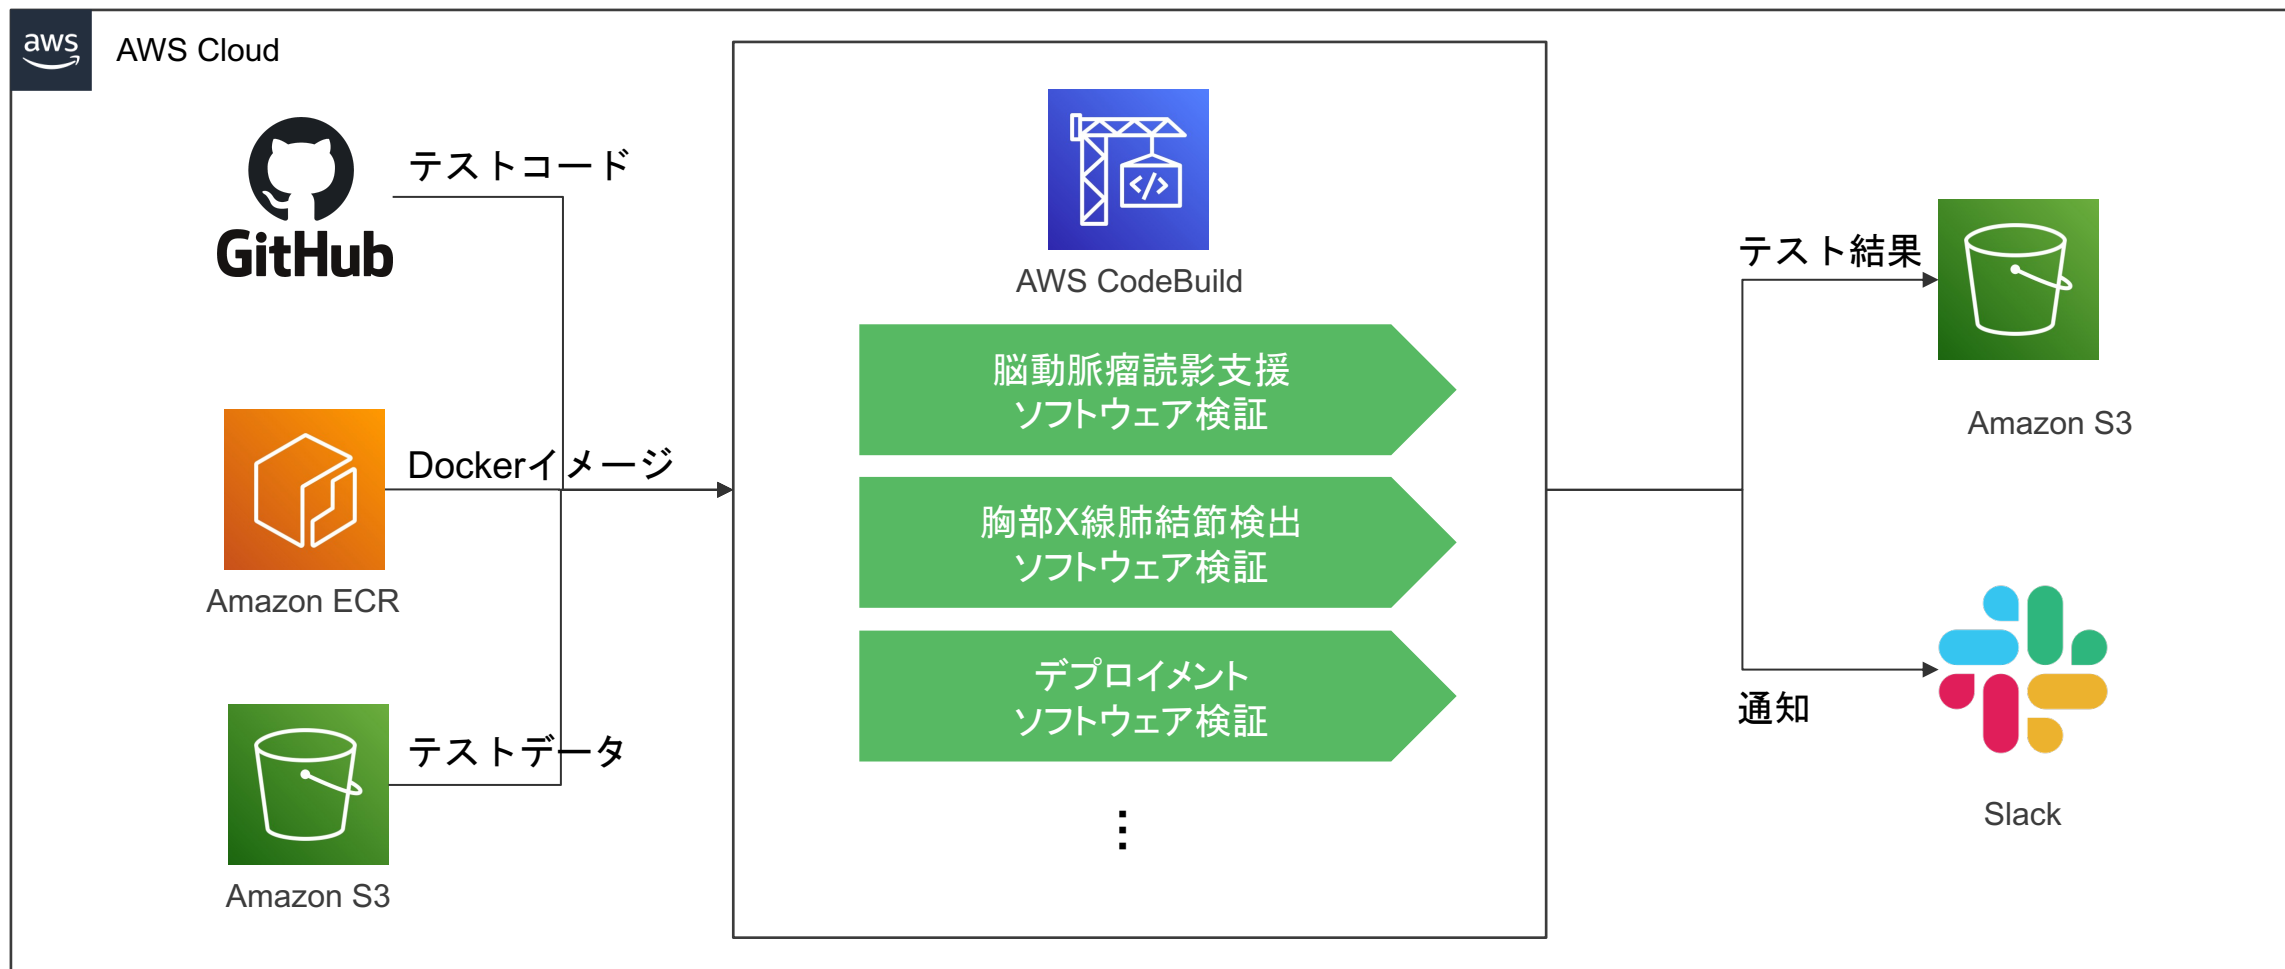 aws
AWS Cloud
GitHub
テストコード
Amazon ECR
Dockerイメージ
Amazon S3
テストデータ
AWS CodeBuild
脳動脈瘤読影支援
ソフトウェア検証
胸部X線肺結節検出
ソフトウェア検証
デプロイメント
ソフトウェア検証
⋮
テスト結果
Amazon S3
通知
Slack